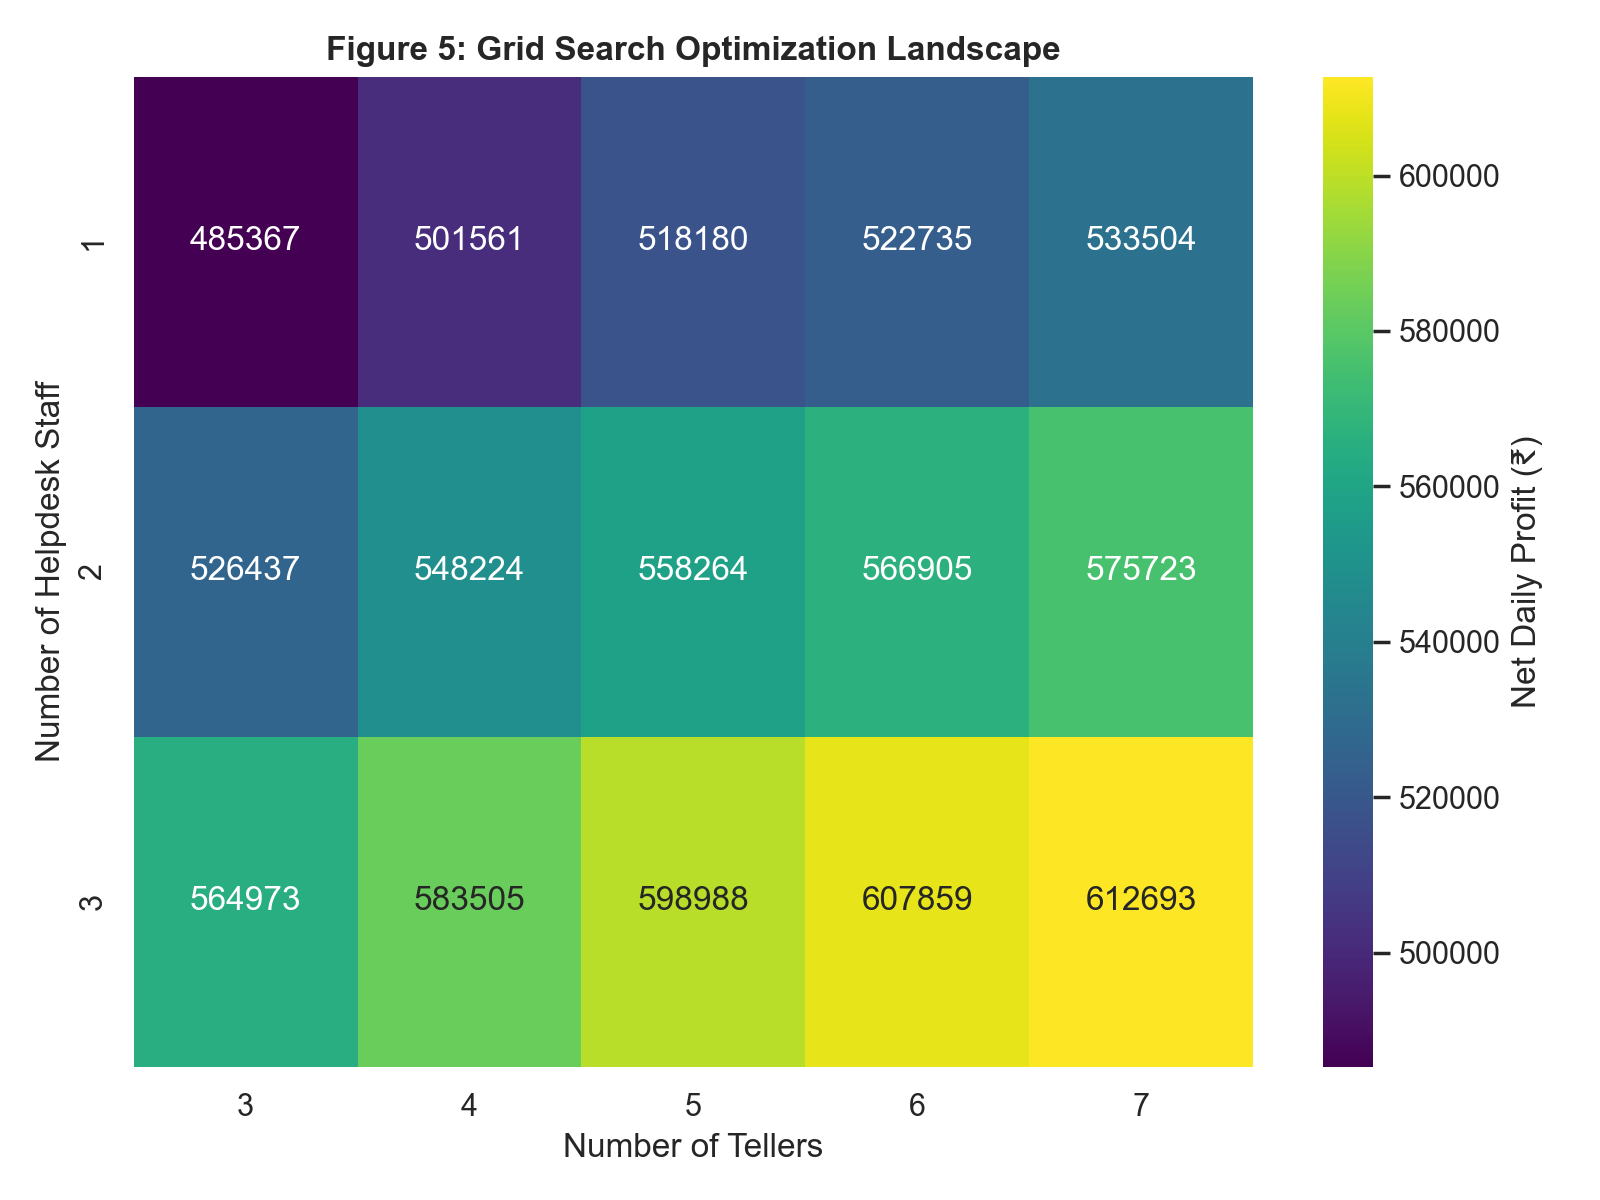 Figure 5: Grid Search Optimization Landscape
Number of Helpdesk Staff
1
485367 501561 518180 522735 533504
2
526437 548224 558264 566905 575723
3
564973 583505 598988 607859 612693
3 4 5 6 7
Number of Tellers
600000
580000
560000
540000
520000
500000
Net Daily Profit (₹)